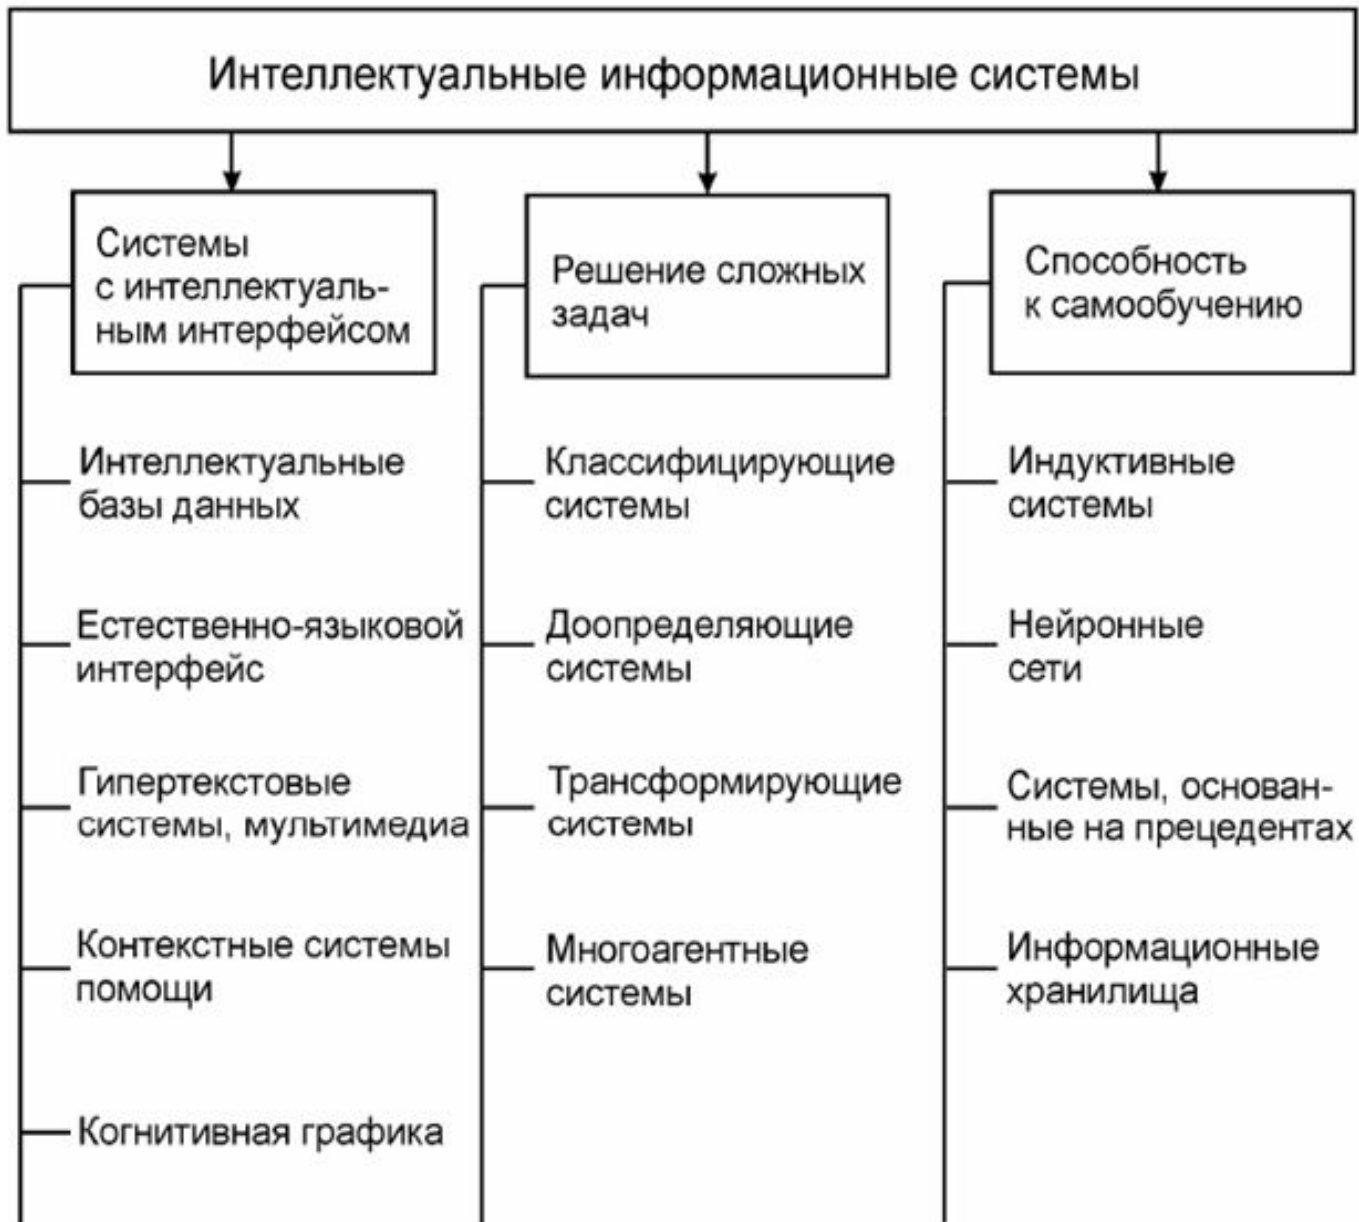 Интеллектуальные информационные системы
Системы
с интеллектуаль-
ным интерфейсом
Интеллектуальные
базы данных
Естественно-языковой
интерфейс
Гипертекстовые
системы, мультимедиа
Контекстные системы
помощи
Когнитивная графика
Решение сложных
задач
Классифицирующие
системы
Доопределяющие
системы
Трансформирующие
системы
Многоагентные
системы
Способность
к самообучению
Индуктивные
системы
Нейронные
сети
Системы, основан-
ные на прецедентах
Информационные
хранилища